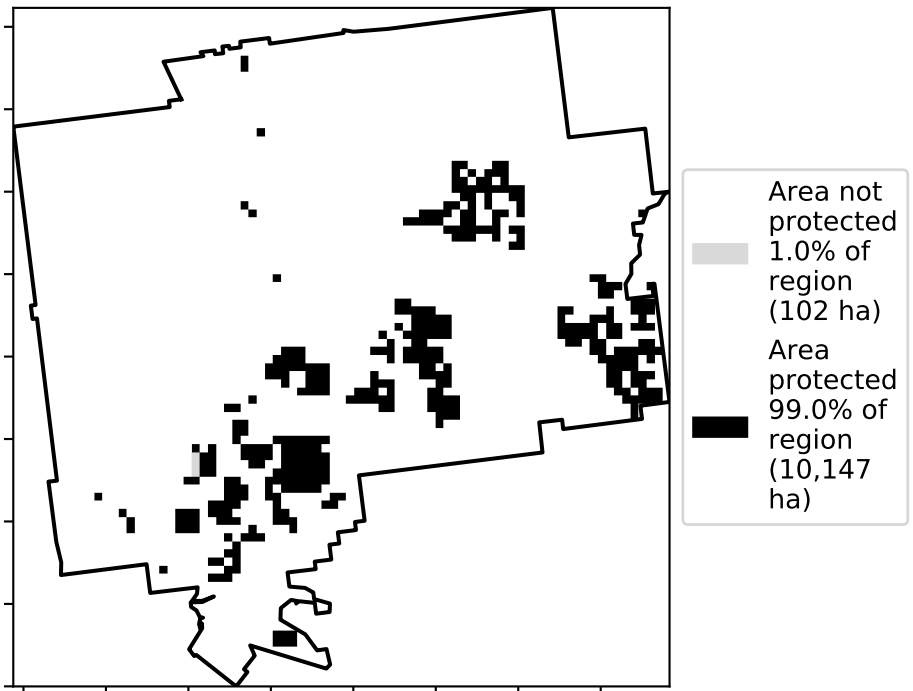 Area not
protected
1.0% of
region
(102 ha)
Area
protected
99.0% of
region
(10,147
ha)